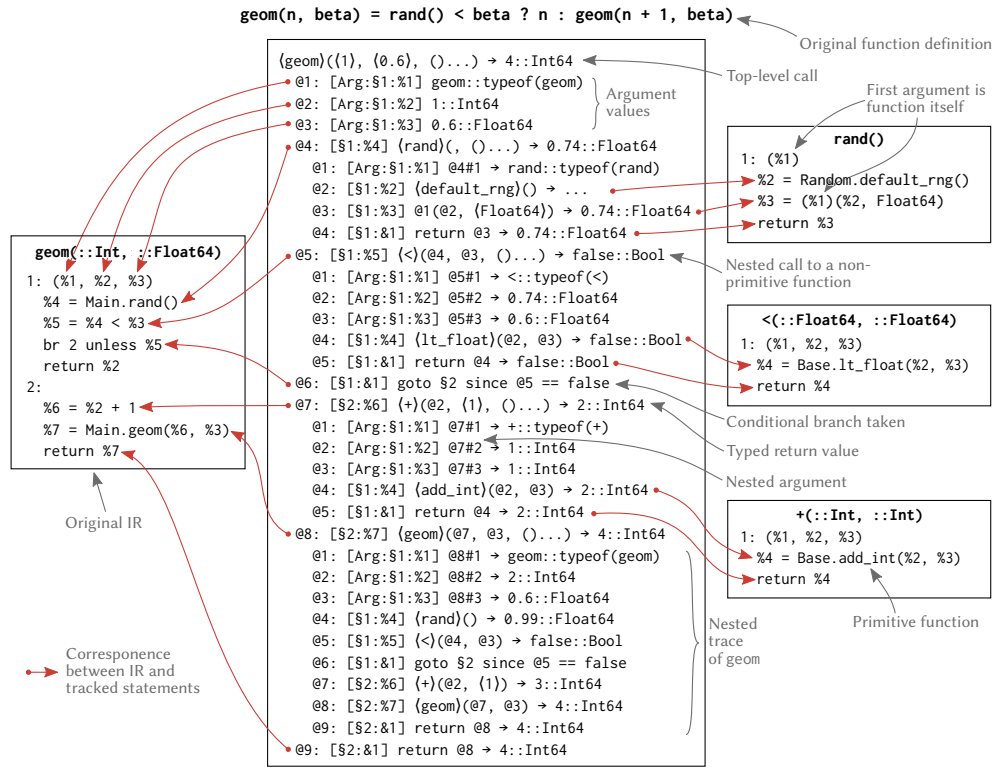 geom(n, beta) = rand() < beta ? n : geom(n + 1, beta)
Original function definition
⟨geom⟩(⟨1⟩, ⟨0.6⟩, ()...) → 4::Int64
Top-level call
@1: [Arg:§1:%1] geom::typeof(geom)
@2: [Arg:§1:%2] 1::Int64
@3: [Arg:§1:%3] 0.6::Float64
Argument
values
@4: [§1:%4] ⟨rand⟩(, ()...) → 0.74::Float64
@1: [Arg:§1:%1] @4#1 → rand::typeof(rand)
@2: [§1:%2] ⟨default_rng⟩() → ...
@3: [§1:%3] @1(@2, ⟨Float64⟩) → 0.74::Float64
@4: [§1:&1] return @3 → 0.74::Float64
@5: [§1:%5] ⟨<⟩(@4, @3, ()...) → false::Bool
@1: [Arg:§1:%1] @5#1 → <::typeof(<)
@2: [Arg:§1:%2] @5#2 → 0.74::Float64
@3: [Arg:§1:%3] @5#3 → 0.6::Float64
@4: [§1:%4] ⟨lt_float⟩(@2, @3) → false::Bool
@5: [§1:&1] return @4 → false::Bool
@6: [§1:&1] goto §2 since @5 == false
@7: [§2:%6] ⟨+⟩(@2, ⟨1⟩, ()...) → 2::Int64
@1: [Arg:§1:%1] @7#1 → +::typeof(+)
@2: [Arg:§1:%2] @7#2 → 1::Int64
@3: [Arg:§1:%3] @7#3 → 1::Int64
@4: [§1:%4] ⟨add_int⟩(@2, @3) → 2::Int64
@5: [§1:&1] return @4 → 2::Int64
@8: [§2:%7] ⟨geom⟩(@7, @3, ()...) → 4::Int64
@1: [Arg:§1:%1] @8#1 → geom::typeof(geom)
@2: [Arg:§1:%2] @8#2 → 2::Int64
@3: [Arg:§1:%3] @8#3 → 0.6::Float64
@4: [§1:%4] ⟨rand⟩() → 0.99::Float64
@5: [§1:%5] ⟨<⟩(@4, @3) → false::Bool
@6: [§1:&1] goto §2 since @5 == false
@7: [§2:%6] ⟨+⟩(@2, ⟨1⟩) → 3::Int64
@8: [§2:%7] ⟨geom⟩(@7, @3) → 4::Int64
@9: [§2:&1] return @8 → 4::Int64
@9: [§2:&1] return @8 → 4::Int64
geom(::Int, ::Float64)
1: (%1, %2, %3)
%4 = Main.rand()
%5 = %4 < %3
br 2 unless %5
return %2
2:
%6 = %2 + 1
%7 = Main.geom(%6, %3)
return %7
Original IR
Corresponence
between IR and
tracked statements
First argument is
function itself
rand()
1: (%1)
%2 = Random.default_rng()
%3 = (%1)(%2, Float64)
return %3
Nested call to a non-
primitive function
<(::Float64, ::Float64)
1: (%1, %2, %3)
%4 = Base.lt_float(%2, %3)
return %4
Conditional branch taken
Typed return value
Nested argument
+(::Int, ::Int)
1: (%1, %2, %3)
%4 = Base.add_int(%2, %3)
return %4
Primitive function
Nested
trace
of geom